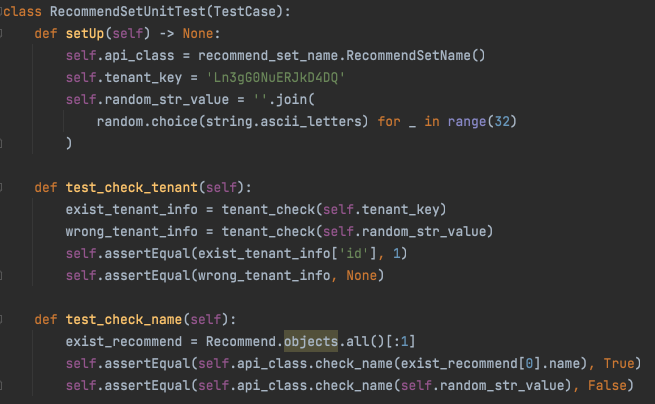 class RecommendSetUnitTest(TestCase):
    def setUp(self) -> None:
        self.api_class = recommend_set_name.RecommendSetName()
        self.tenant_key = 'Ln3gG0NuERJkD4DQ'
        self.random_str_value = ''.join(
            random.choice(string.ascii_letters) for _ in range(32)
        )
    def test_check_tenant(self):
        exist_tenant_info = tenant_check(self.tenant_key)
        wrong_tenant_info = tenant_check(self.random_str_value)
        self.assertEqual(exist_tenant_info['id'], 1)
        self.assertEqual(wrong_tenant_info, None)
    def test_check_name(self):
        exist_recommend = Recommend.objects.all()[:1]
        self.assertEqual(self.api_class.check_name(exist_recommend[0].name), True)
        self.assertEqual(self.api_class.check_name(self.random_str_value), False)